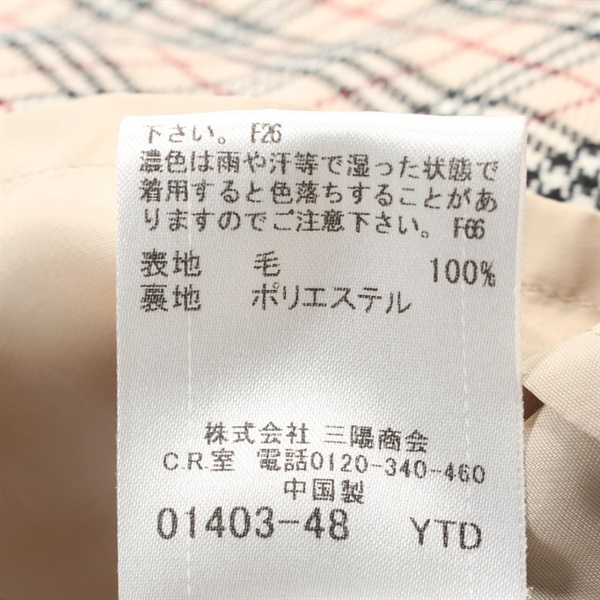 下さい。 F26
濃色は雨や汗等で湿った状態で
着用すると色落ちすることがあ
りますのでご注意下さい。 F66
表地 毛 100%
裏地 ポリエステル
株式会社 三陽商会
C.R.室 電話0120-340-460
中国製
01403-48 YTD